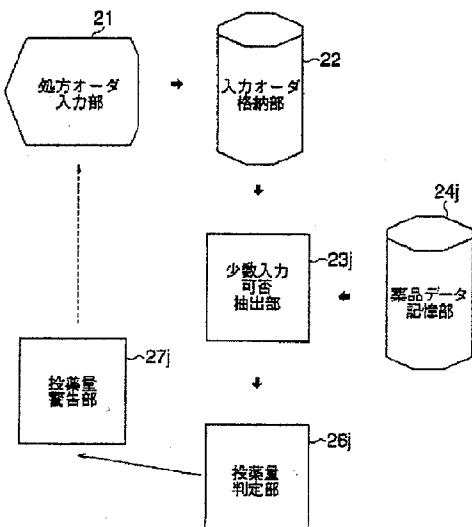 21
処方オーダ
入力部
22
入力オーダ
格納部
23j
少数入力
可否
抽出部
24j
薬品データ
記憶部
27j
投薬量
警告部
26j
投薬量
判定部